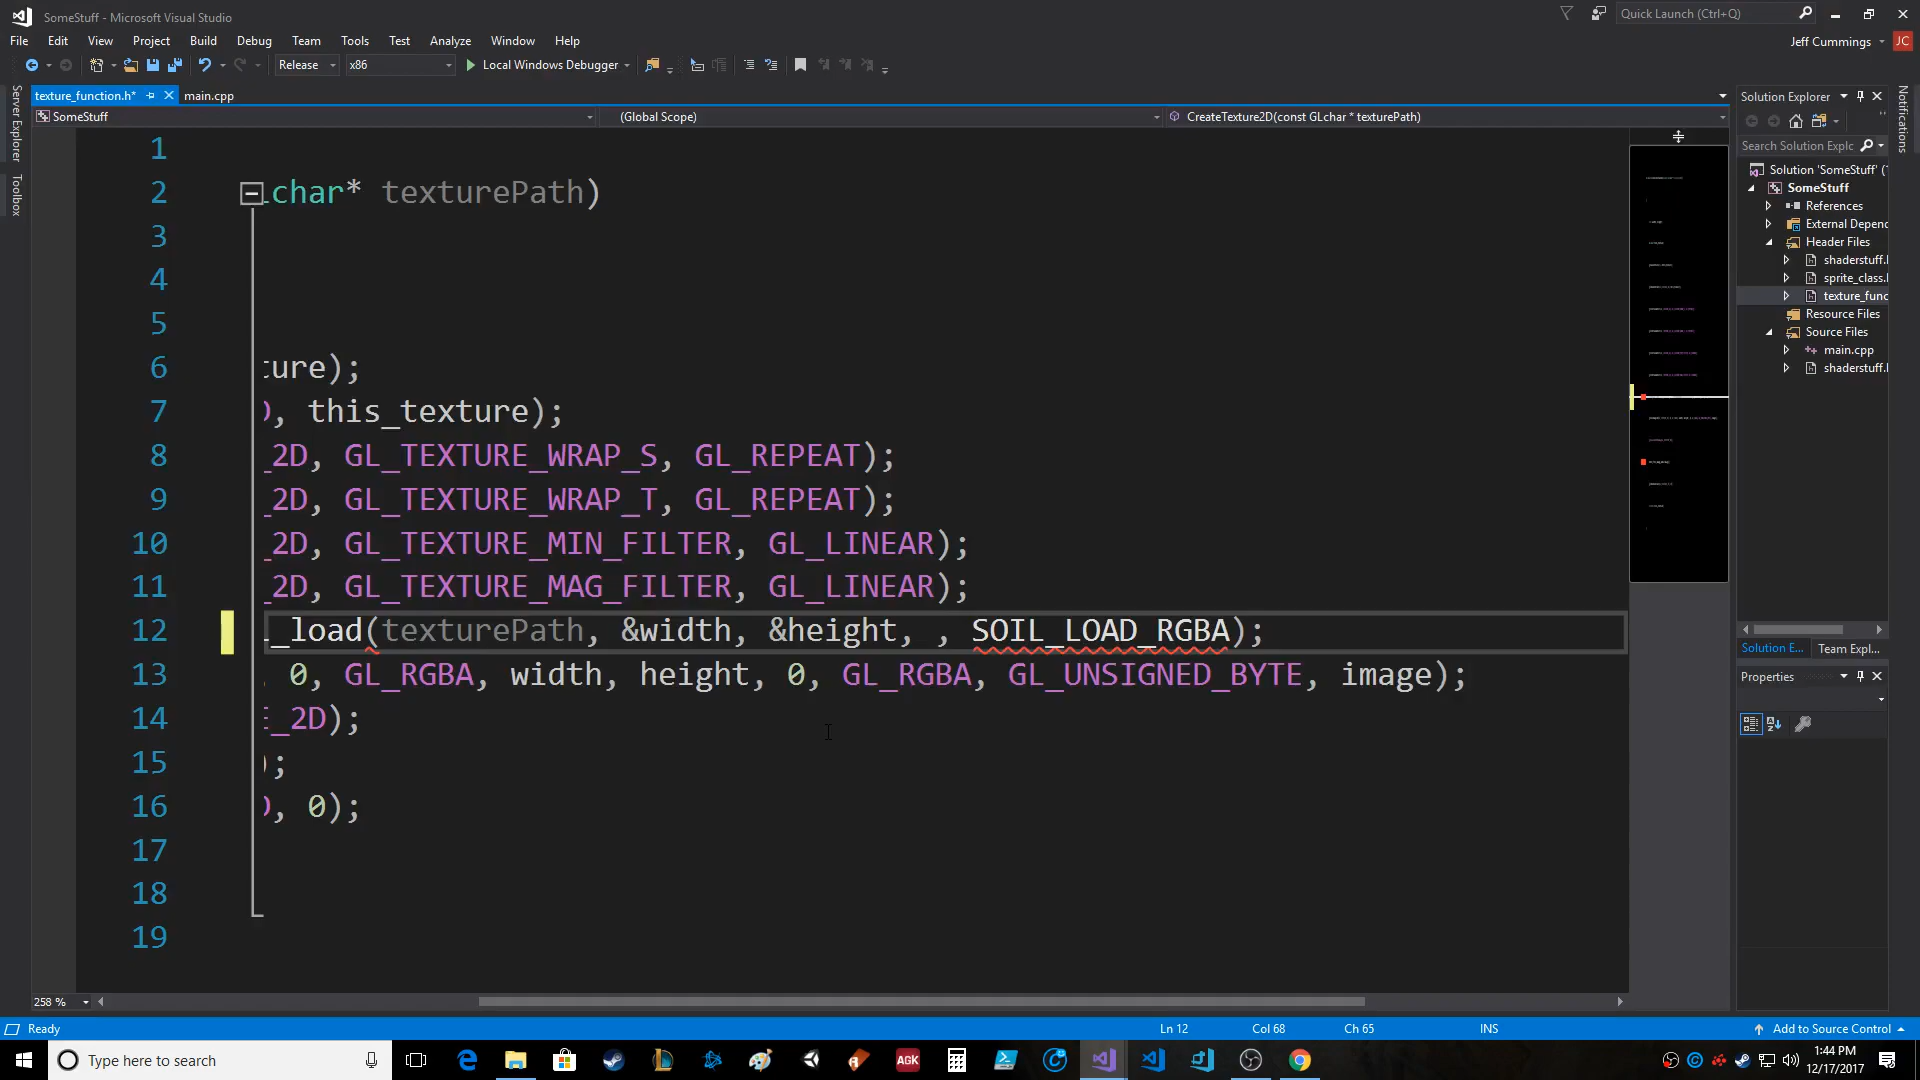 SomeStuff - Microsoft Visual Studio
Quick Launch (Ctrl+Q)
File Edit View Project Build Debug Team Tools Test Analyze Window Help
Jeff Cummings JC
Release x86 Local Windows Debugger
texture_function.h* main.cpp
SomeStuff (Global Scope) CreateTexture2D(const GLchar * texturePath)
Server Explorer
Toolbox
Notifications
1
2 char* texturePath)
3
4
5
6 ture);
7 , this_texture);
8 _2D, GL_TEXTURE_WRAP_S, GL_REPEAT);
9 _2D, GL_TEXTURE_WRAP_T, GL_REPEAT);
10 _2D, GL_TEXTURE_MIN_FILTER, GL_LINEAR);
11 _2D, GL_TEXTURE_MAG_FILTER, GL_LINEAR);
12 _load(texturePath, &width, &height, , SOIL_LOAD_RGBA);
13 0, GL_RGBA, width, height, 0, GL_RGBA, GL_UNSIGNED_BYTE, image);
14 _2D);
15 );
16 , 0);
17
18
19
Solution Explorer
Search Solution Explc
Solution 'SomeStuff' (
SomeStuff
References
External Depenc
Header Files
shaderstuff.
sprite_class.
texture_func
Resource Files
Source Files
main.cpp
shaderstuff.
Solution E... Team Expl...
Properties
258 %
Ready Ln 12 Col 68 Ch 65 INS Add to Source Control
Type here to search
AGK
1:44 PM
12/17/2017